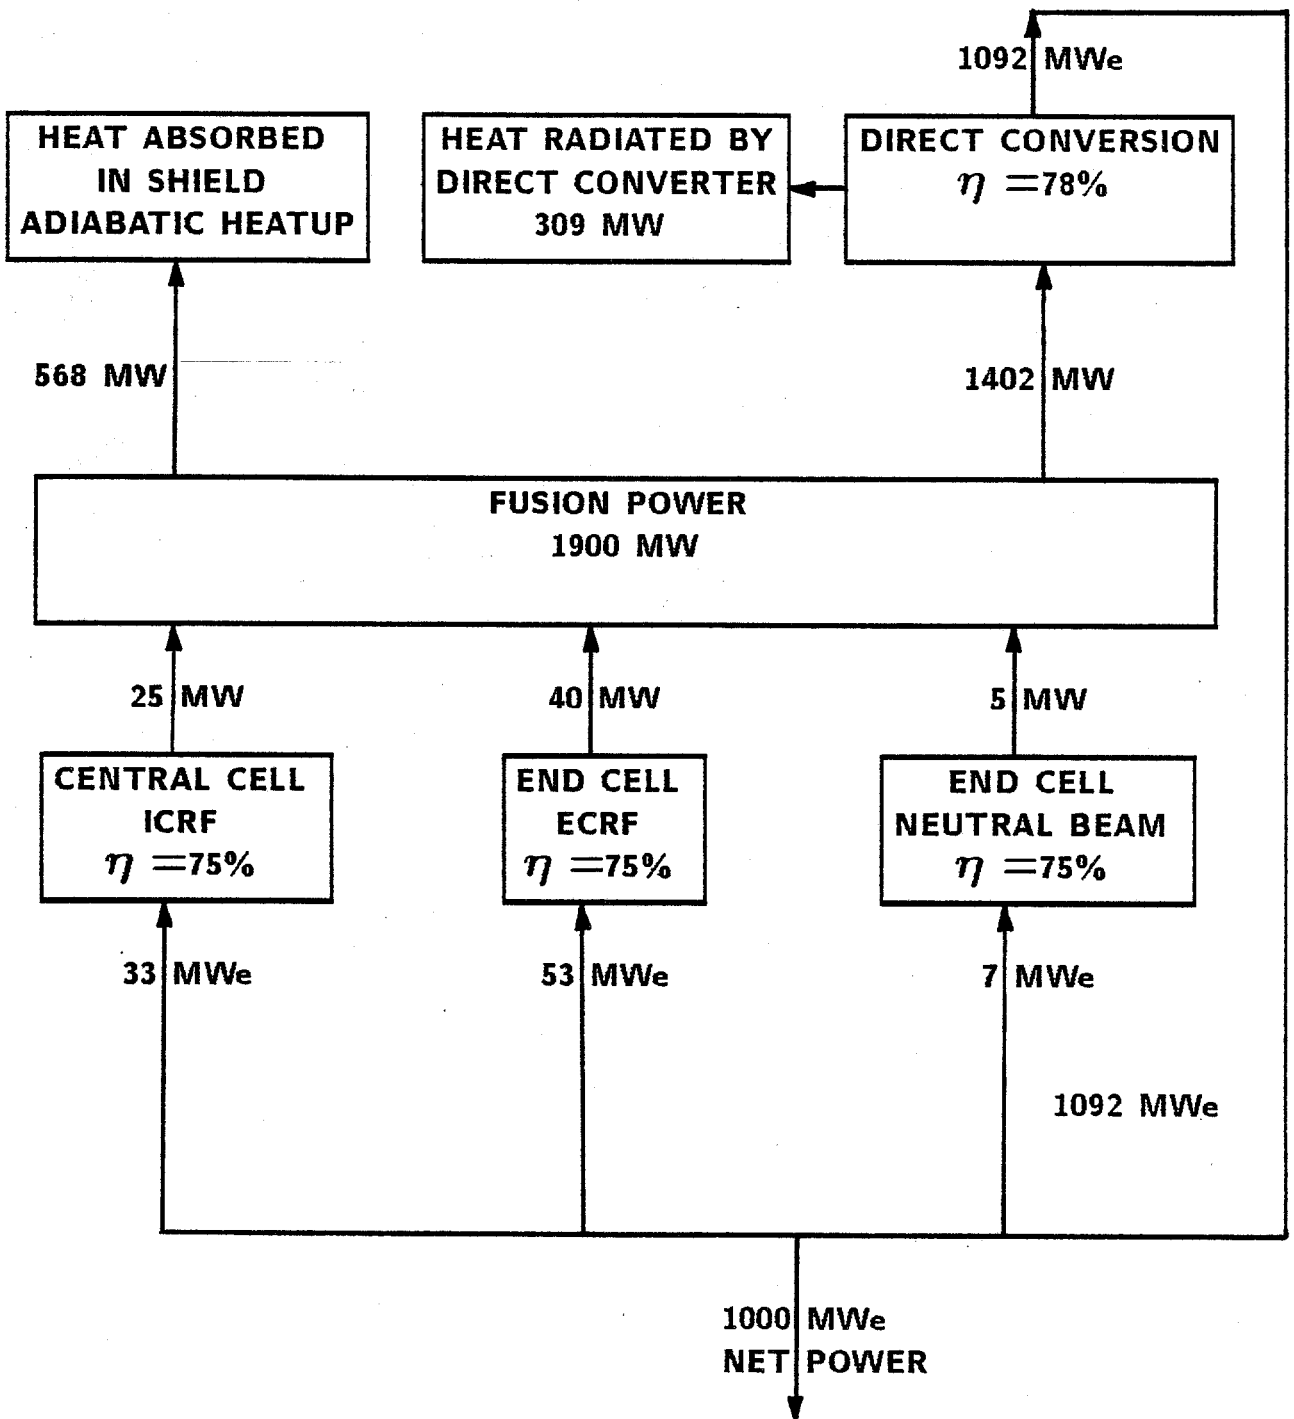 1092 MWe
HEAT ABSORBED
IN SHIELD
ADIABATIC HEATUP
HEAT RADIATED BY
DIRECT CONVERTER
309 MW
DIRECT CONVERSION
η =78%
568 MW
1402 MW
FUSION POWER
1900 MW
25 MW
40 MW
5 MW
CENTRAL CELL
ICRF
η =75%
END CELL
ECRF
η =75%
END CELL
NEUTRAL BEAM
η =75%
33 MWe
53 MWe
7 MWe
1092 MWe
1000 MWe
NET POWER